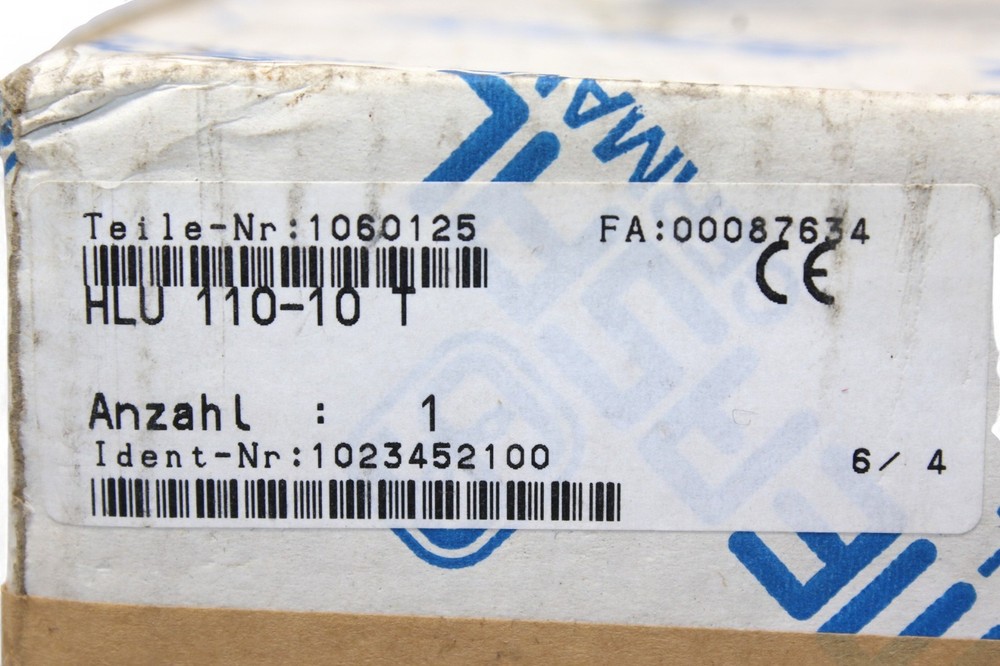 Teile-Nr:1060125 FA:00087634
CE
HLU 110-10 T
Anzahl : 1
Ident-Nr:1023452100 6/ 4